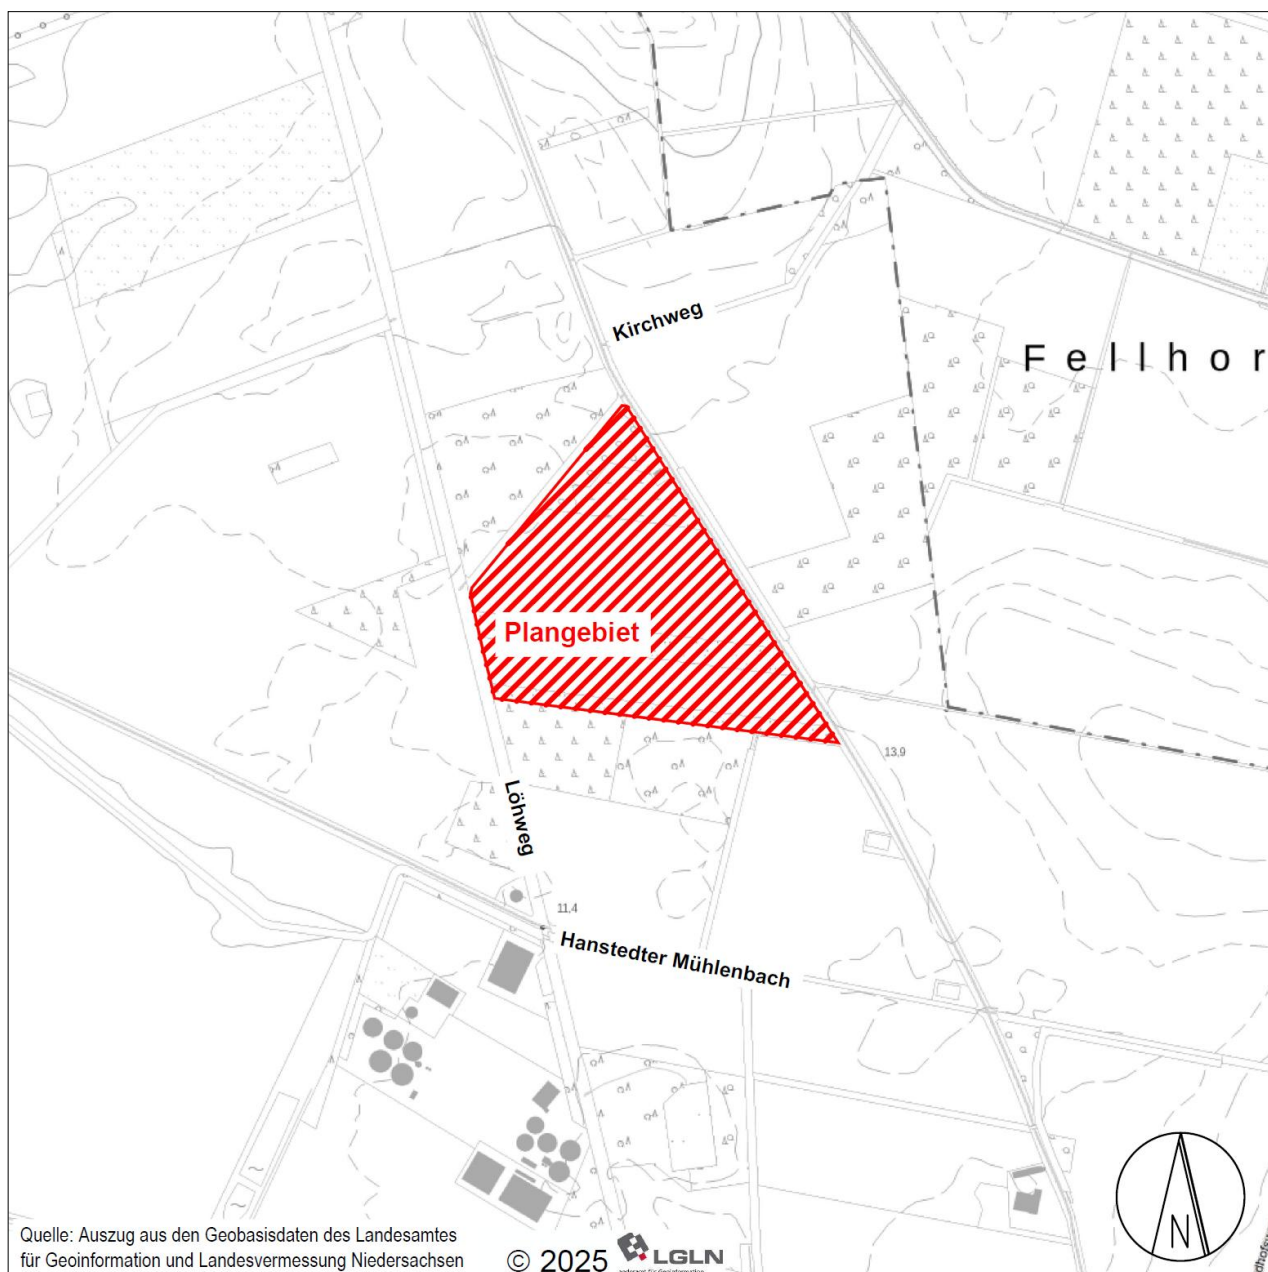 Kirchweg
F e l l h o r
Plangebiet
13,9
Löhweg
11,4
Hanstedter Mühlenbach
N
Quelle: Auszug aus den Geobasisdaten des Landesamtes
für Geoinformation und Landesvermessung Niedersachsen
© 2025 LGLN